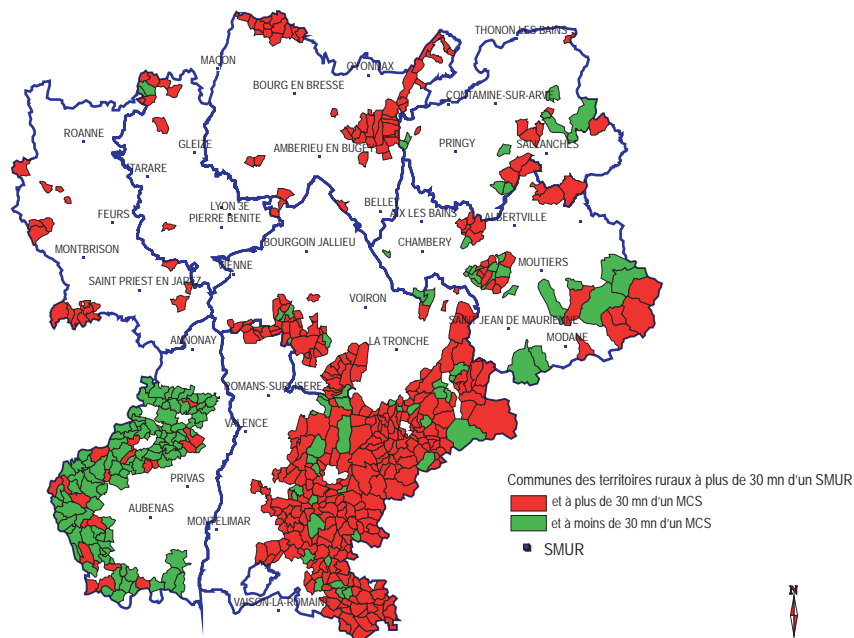 THONON LES BAINS
MACON
OYONNAX
BOURG EN BRESSE
CONTAMINE-SUR-ARVE
ROANNE
GLEIZE
AMBERIEU EN BUGEY
PRINGY
SALLANCHES
TARARE
LYON 3E
PIERRE BENITE
BELLEY
AIX LES BAINS
FEURS
ALBERTVILLE
MONTBRISON
BOURGOIN JALLIEU
CHAMBERY
VIENNE
MOUTIERS
SAINT PRIEST EN JAREZ
VOIRON
SAINT JEAN DE MAURIENNE
ANNONAY
LA TRONCHE
MODANE
ROMANS-SUR-ISERE
VALENCE
PRIVAS
AUBENAS
MONTELIMAR
VAISON-LA-ROMAINE
Communes des territoires ruraux à plus de 30 mn d'un SMUR
et à plus de 30 mn d'un MCS
et à moins de 30 mn d'un MCS
SMUR
N